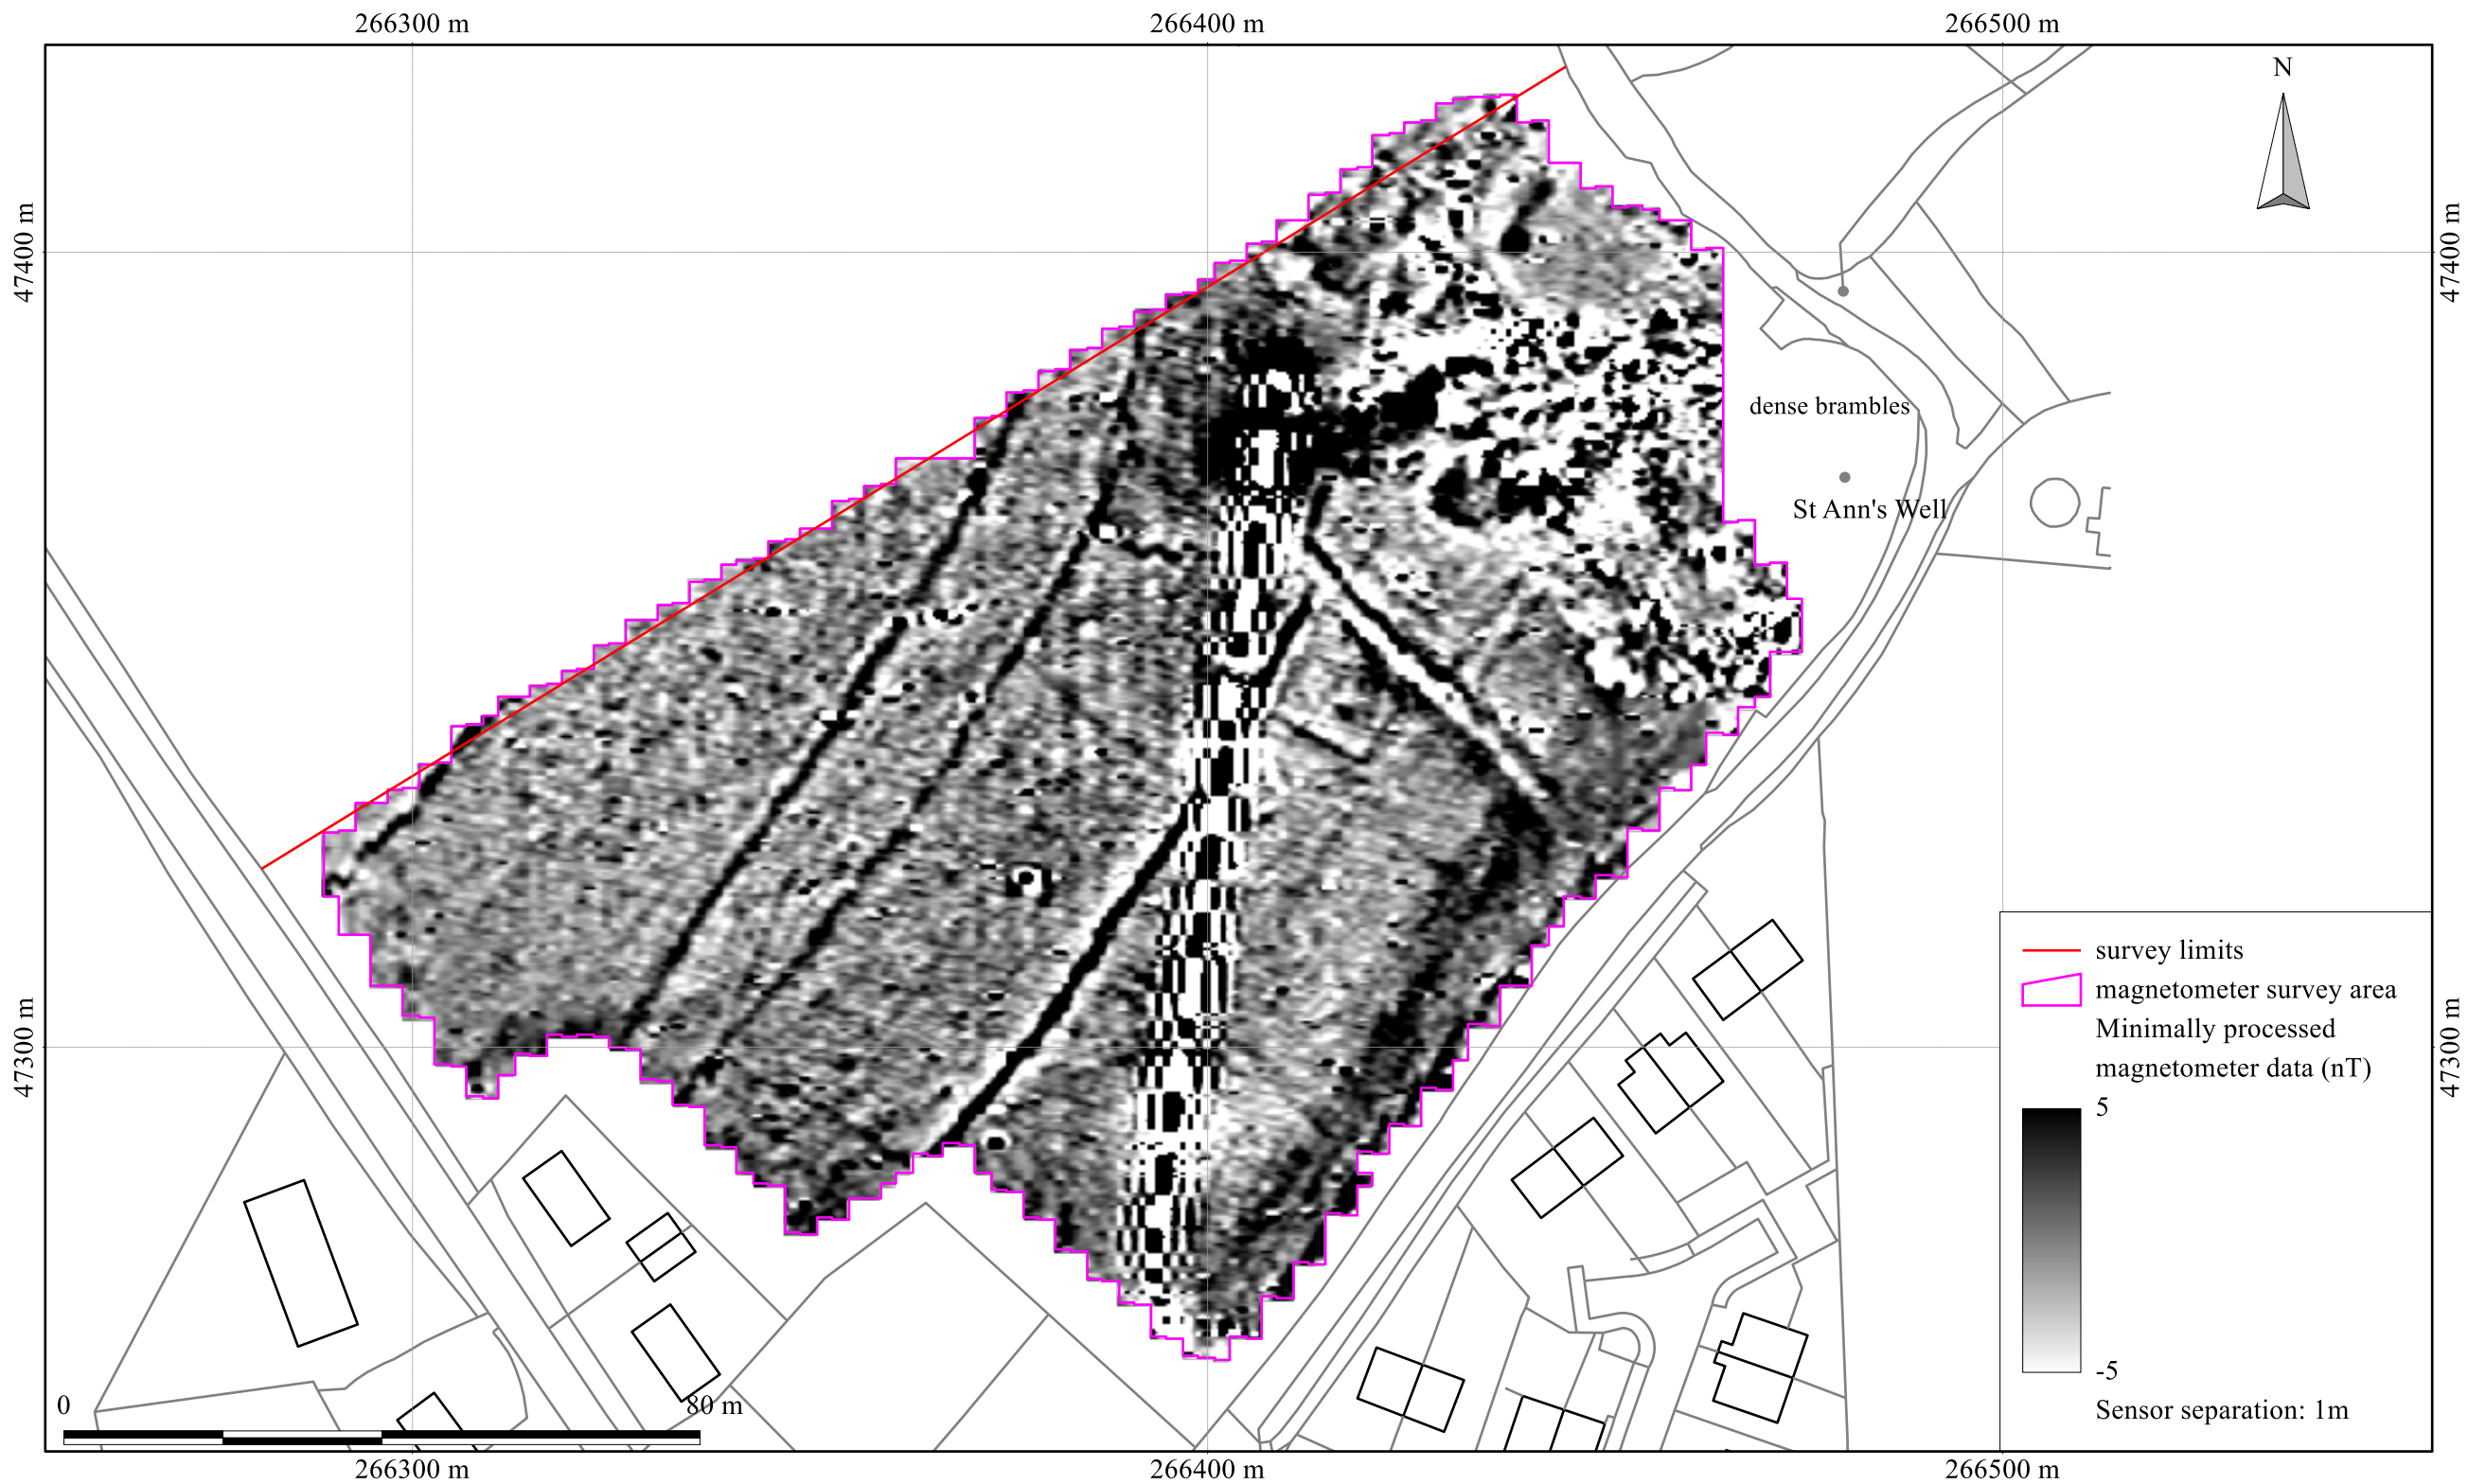 266300 m
266400 m
266500 m
N
47400 m
47400 m
dense brambles
St Ann's Well
survey limits
magnetometer survey area
Minimally processed
magnetometer data (nT)
5
-5
Sensor separation: 1m
47300 m
47300 m
0
80 m
266300 m
266400 m
266500 m